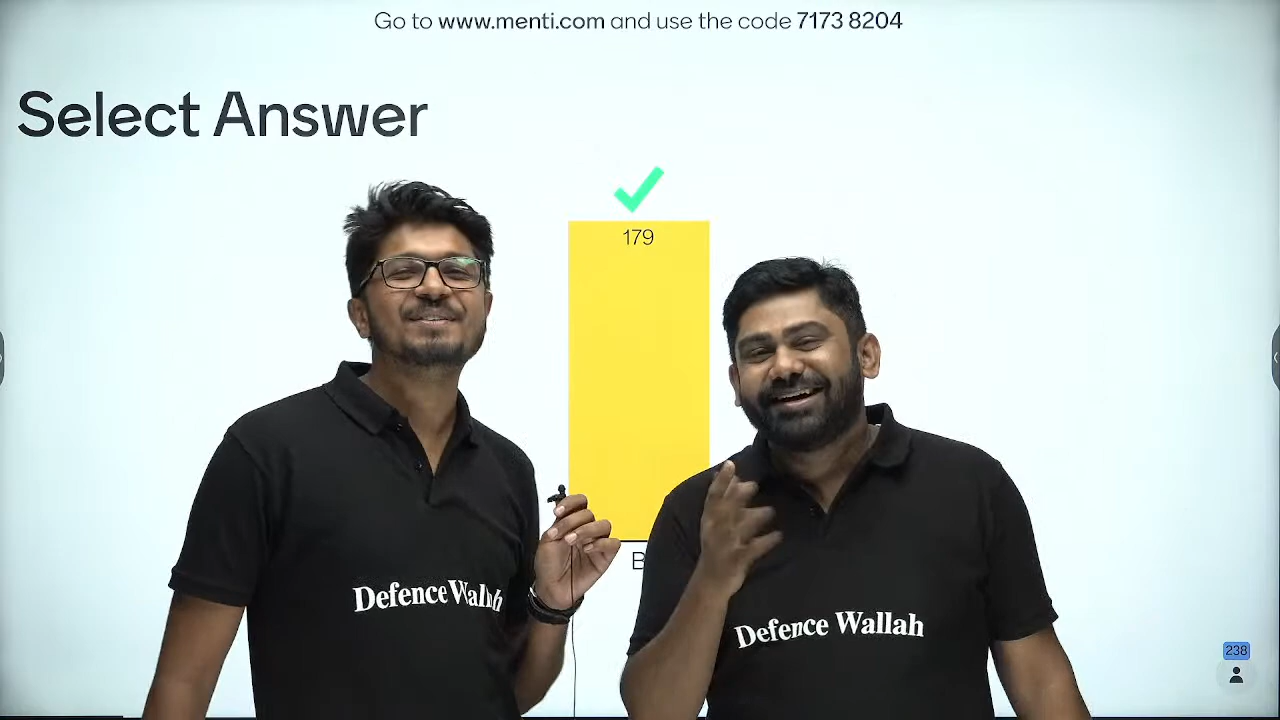 Go to www.menti.com and use the code 7173 8204
Select Answer
179
B
Defence Wallah
Defence Wallah
238